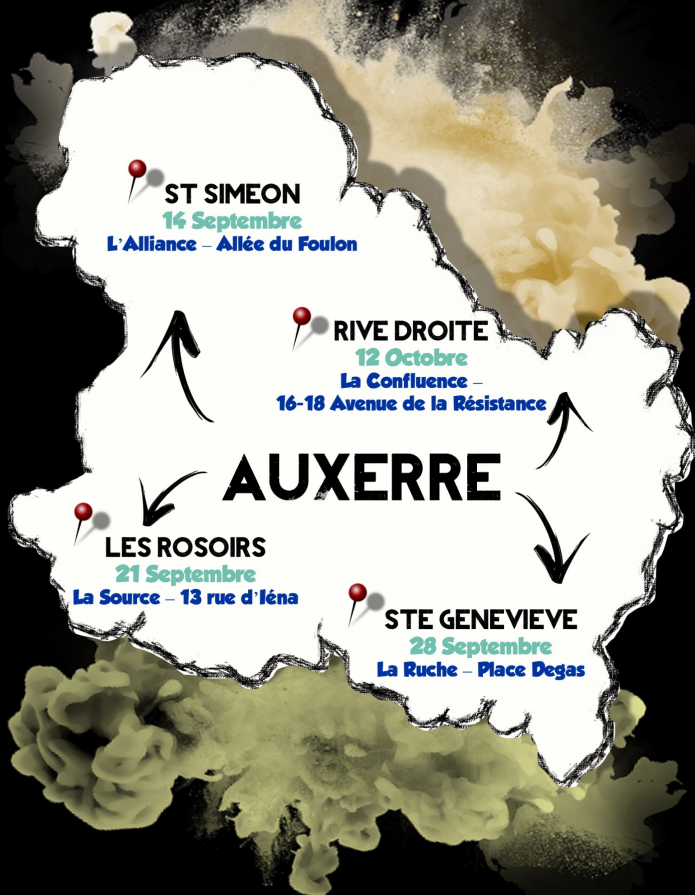 ST SIMEON
14 Septembre
L'Alliance – Allée du Foulon
RIVE DROITE
12 Octobre
La Confluence –
16-18 Avenue de la Résistance
AUXERRE
LES ROSOIRS
21 Septembre
La Source – 13 rue d'Iéna
STE GENEVIEVE
28 Septembre
La Ruche – Place Degas